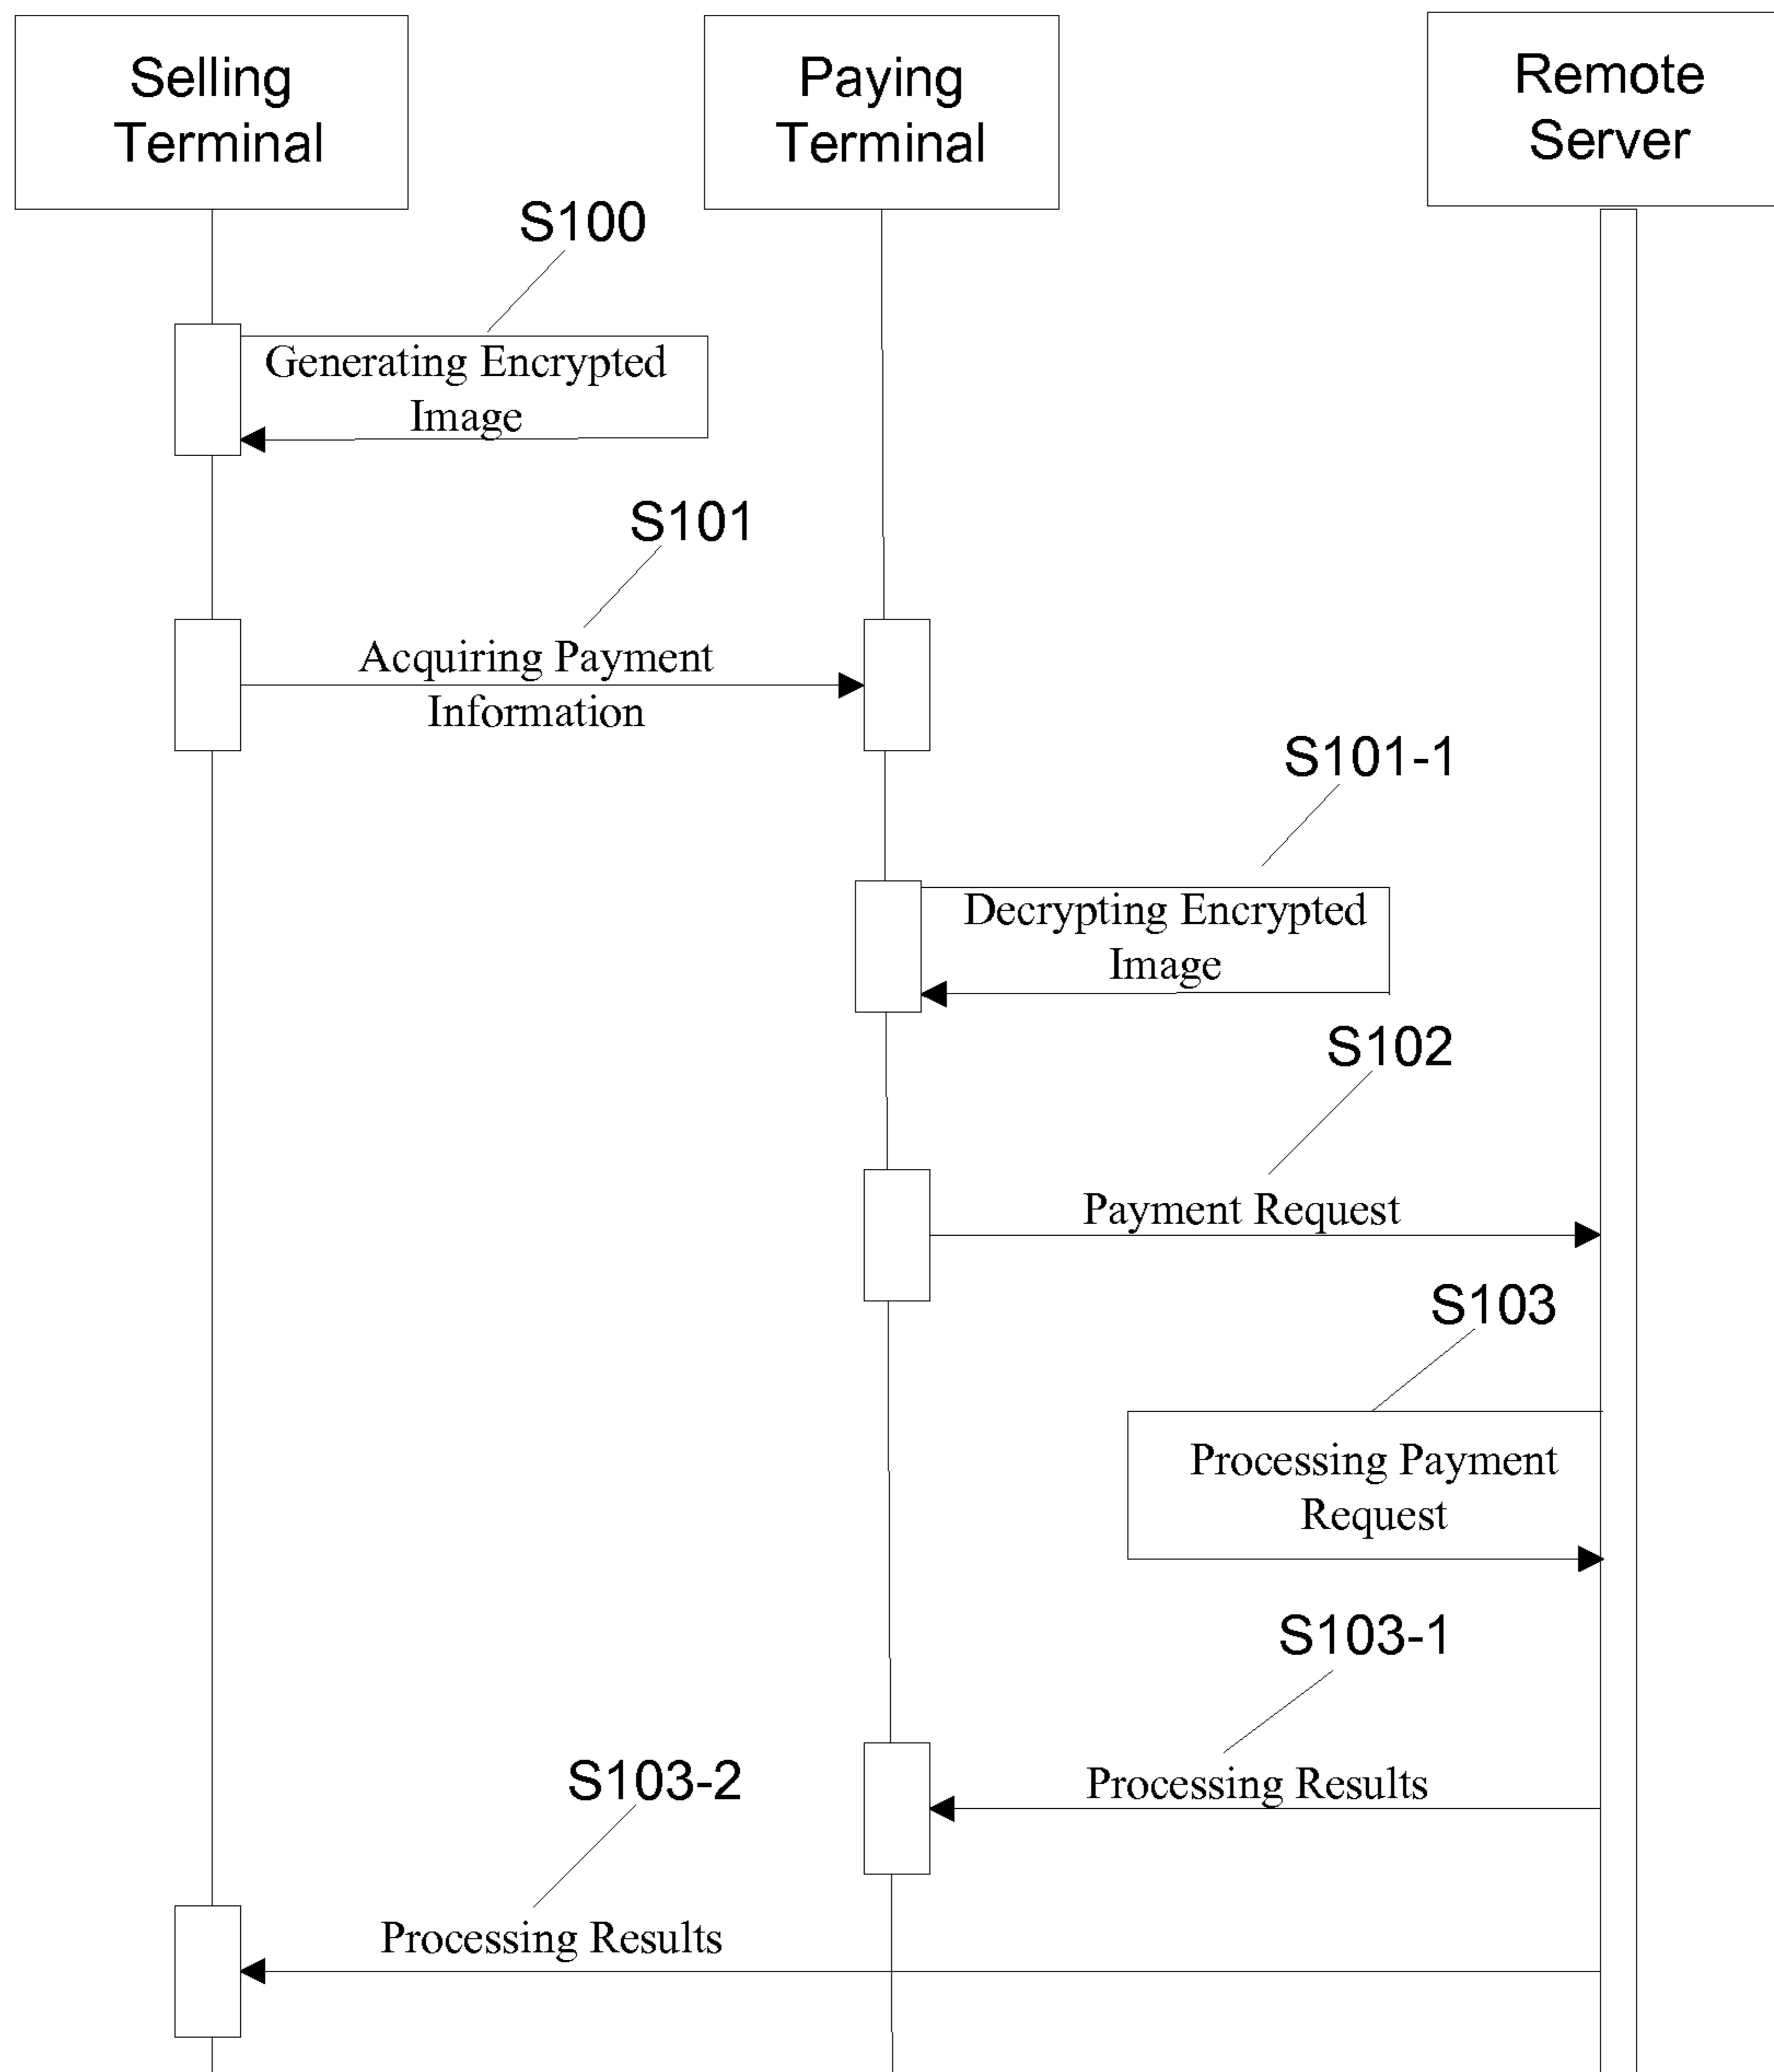 Selling
Terminal
Paying
Terminal
Remote
Server
S100
Generating Encrypted
Image
S101
Acquiring Payment
Information
S101-1
Decrypting Encrypted
Image
S102
Payment Request
S103
Processing Payment
Request
S103-1
Processing Results
S103-2
Processing Results